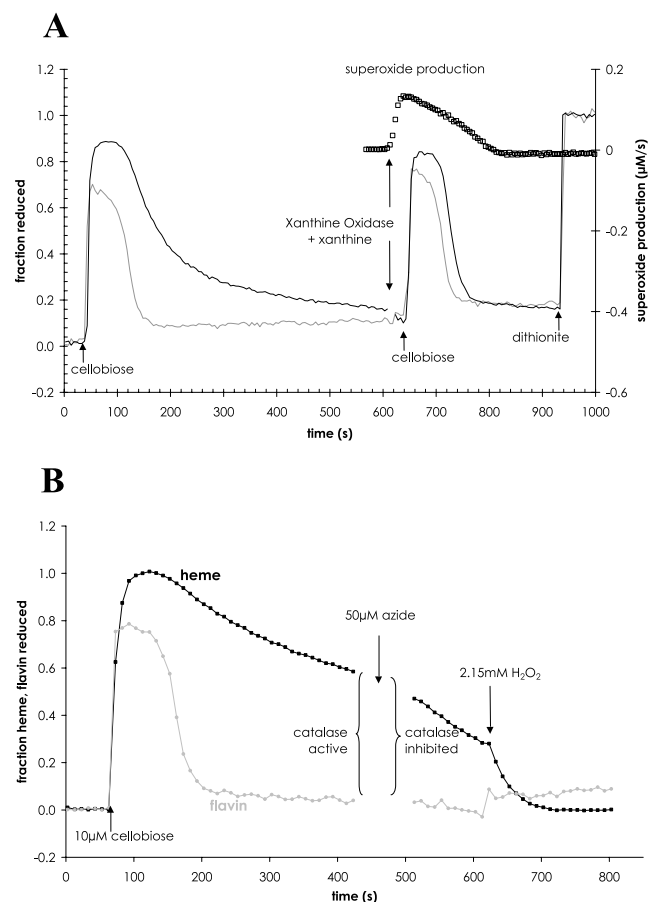 A
superoxide production
1.2
1.0
0.8
0.6
0.4
0.2
0.0
-0.2
fraction reduced
0.2
0
-0.2
-0.4
-0.6
superoxide production (µM/s)
Xanthine Oxidase
+ xanthine
cellobiose
cellobiose
dithionite
0 100 200 300 400 500 600 700 800 900 1000
time (s)
B
1.2
1.0
0.8
0.6
0.4
0.2
0.0
-0.2
fraction heme, flavin reduced
heme
50µM azide
2.15mM H₂O₂
catalase
active
catalase
inhibited
flavin
10µM cellobiose
0 100 200 300 400 500 600 700 800
time (s)